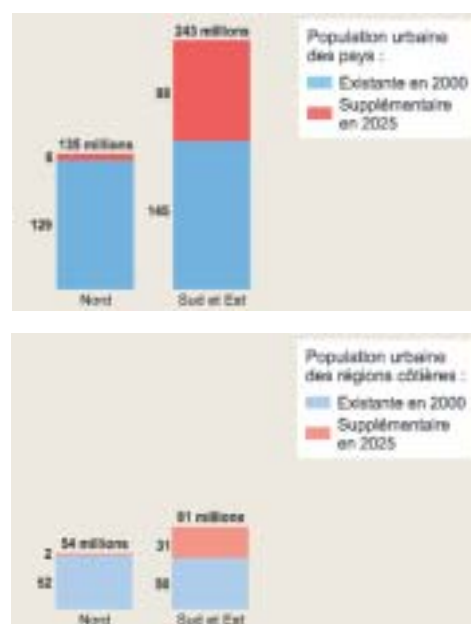 Population urbaine
des pays :
Existante en 2000
Supplémentaire
en 2025
243 millions
98
145
135 millions
6
129
Nord
Sud et Est
Population urbaine
des régions côtières :
Existante en 2000
Supplémentaire
en 2025
81 millions
31
50
54 millions
2
52
Nord
Sud et Est